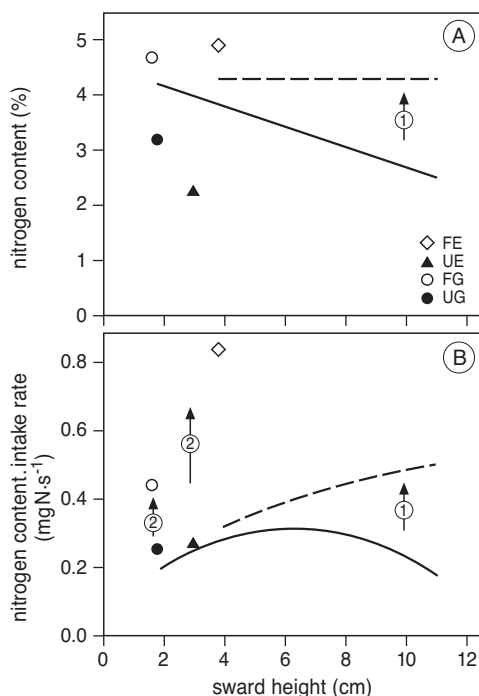 A
5
4
3
2
1
0
nitrogen content (%)
1
FE
UE
FG
UG
B
0.8
0.6
0.4
0.2
0.0
nitrogen content.intake rate
(mgN·s⁻¹)
2
2
1
0 2 4 6 8 10 12
sward height (cm)